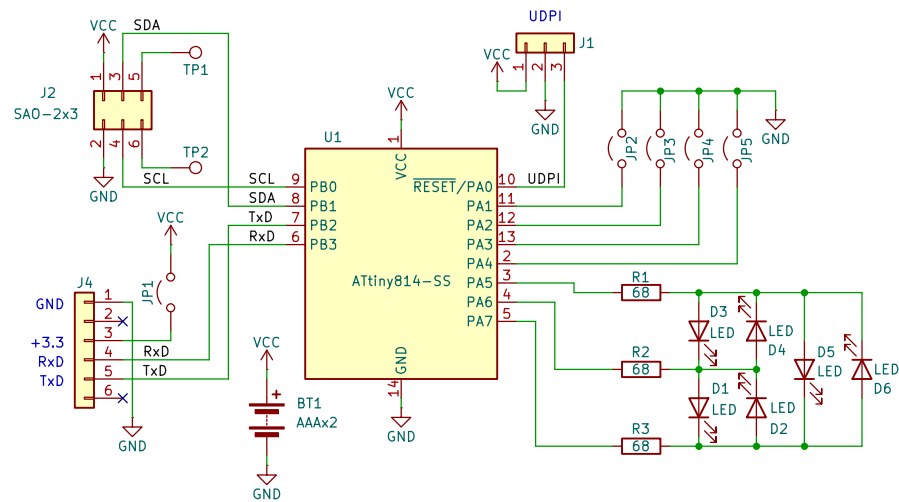 UDPI
VCC
SDA
J1
VCC
1
2
3
1
3
5
TP1
J2
SAO-2x3
VCC
GND
GND
2
4
6
TP2
U1
1
VCC
JP2
JP3
JP4
JP5
GND
SCL
SCL
9
PB0
RESET/PA0
10
UDPI
SDA
8
PB1
PA1
11
VCC
TxD
7
PB2
PA2
12
RxD
6
PB3
PA3
13
PA4
2
ATtiny814-SS
J4
JP1
PA5
3
R1
68
GND
1
PA6
4
2
+3.3
3
PA7
5
D3
LED
LED
D4
D5
LED
LED
D6
RxD
4
RxD
VCC
GND
R2
68
TxD
5
TxD
6
14
D1
LED
LED
D2
+
BT1
AAAx2
GND
GND
R3
68
GND